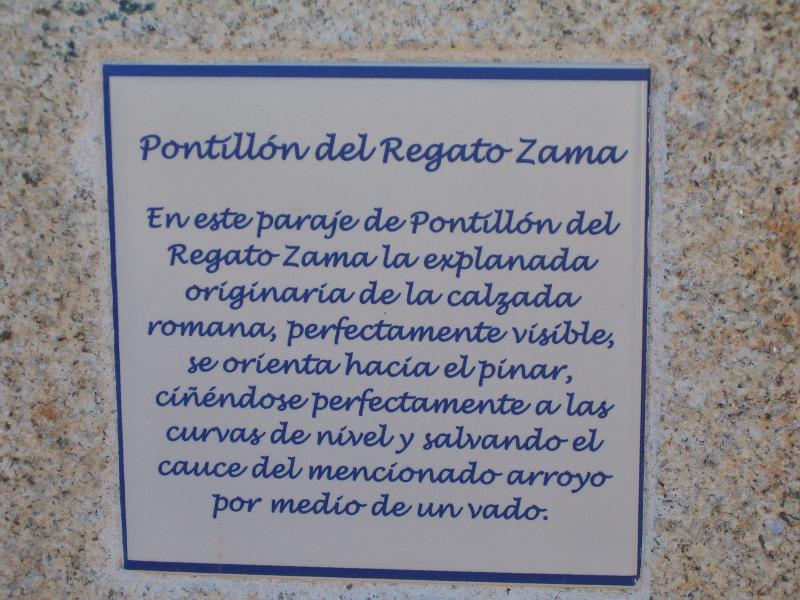 Pontillón del Regato Zama
En este paraje de Pontillón del
Regato Zama la explanada
originaria de la calzada
romana, perfectamente visible,
se orienta hacia el pinar,
ciñéndose perfectamente a las
curvas de nivel y salvando el
cauce del mencionado arroyo
por medio de un vado.